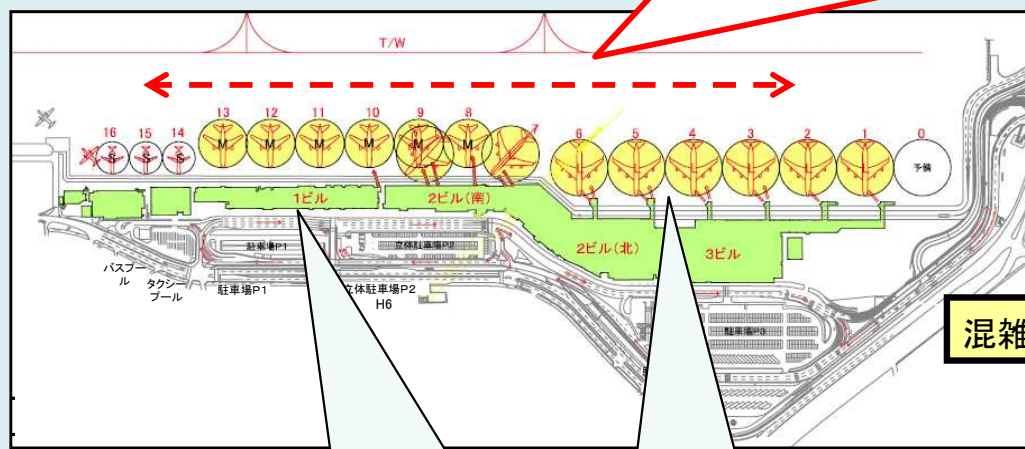 T/W
13
12
11
10
9
8
7
6
5
4
3
2
1
0
16
15
14
M
M
M
M
M
M
S
S
S
予備
1ビル
2ビル(南)
2ビル(北)
3ビル
駐車場P1
立体駐車場P2
バスプー
ル
タクシー
プール
駐車場P1
立体駐車場P2
H6
駐車場P3
混雑